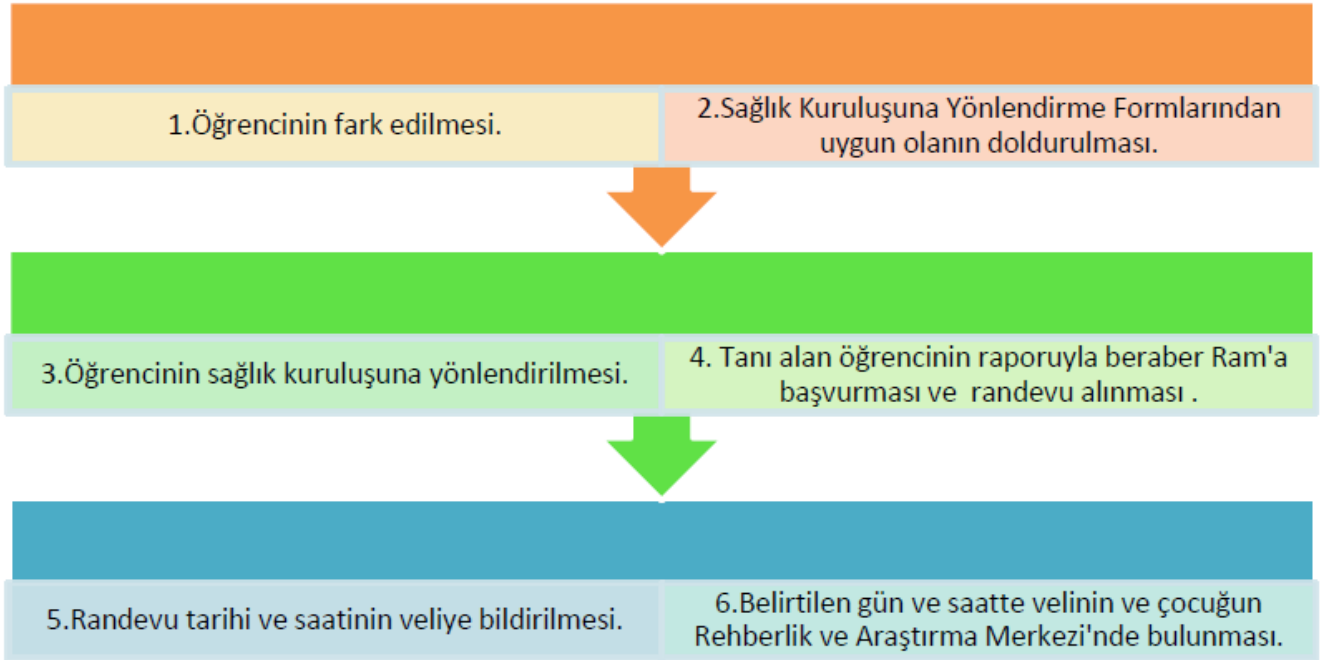 1.Öğrencinin fark edilmesi.
2.Sağlık Kuruluşuna Yönlendirme Formlarından
uygun olanın doldurulması.
3.Öğrencinin sağlık kuruluşuna yönlendirilmesi.
4. Tanı alan öğrencinin raporuyla beraber Ram'a
başvurması ve randevu alınması .
5.Randevu tarihi ve saatinin veliye bildirilmesi.
6.Belirtilen gün ve saatte velinin ve çocuğun
Rehberlik ve Araştırma Merkezi'nde bulunması.